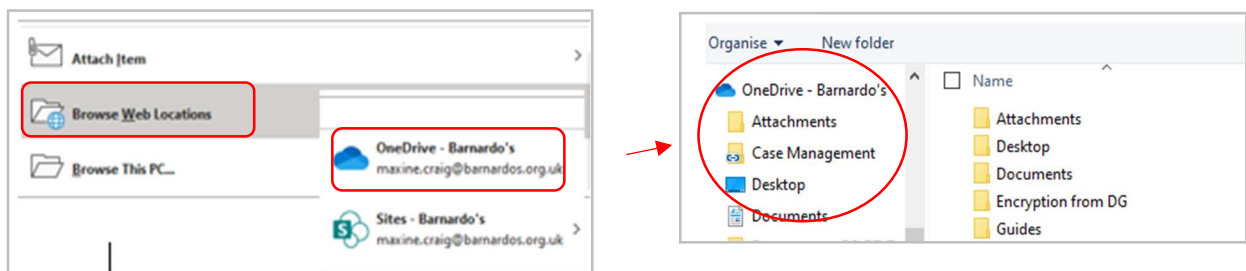 Attach Item
Browse Web Locations
Browse This PC...
OneDrive - Barnardo's
maxine.craig@barnardos.org.uk
Sites - Barnardo's
maxine.craig@barnardos.org.uk
Organise New folder
OneDrive - Barnardo's
Attachments
Case Management
Desktop
Documents
Name
Attachments
Desktop
Documents
Encryption from DG
Guides